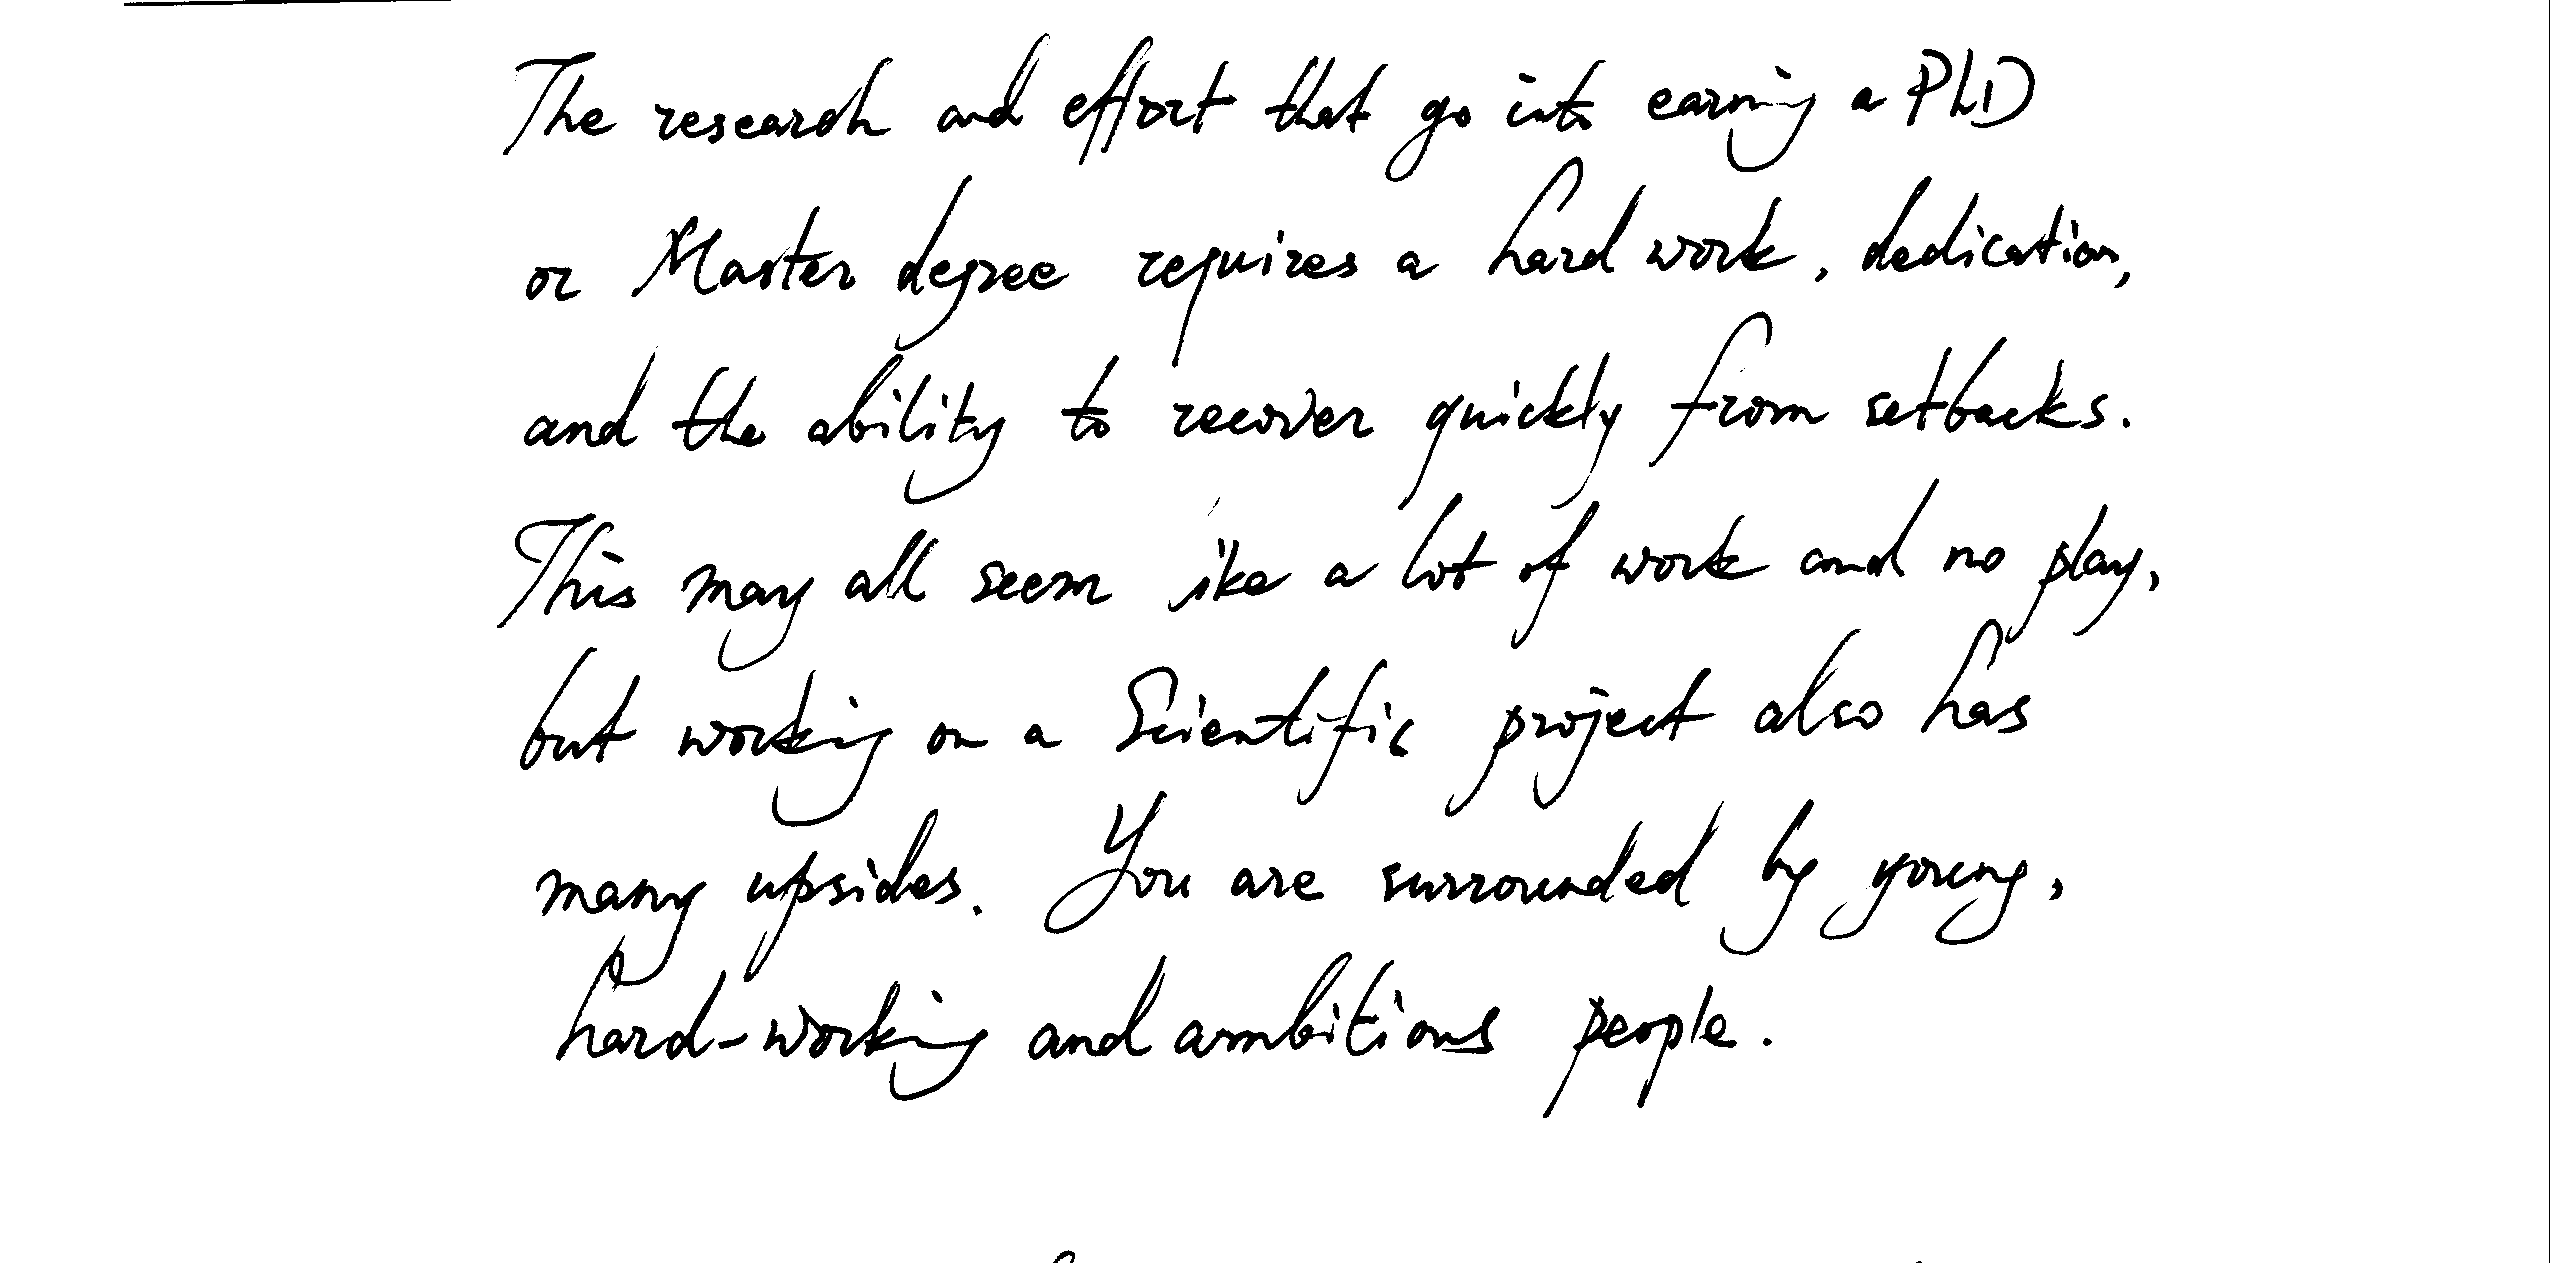 The research and effort that go into earning a PhD
or Master degree requires a hard work, dedication,
and the ability to recover quickly from setbacks.
This may all seem like a lot of work and no play,
but working on a Scientific project also has
many upsides. You are surrounded by young,
hard-working and ambitious people.